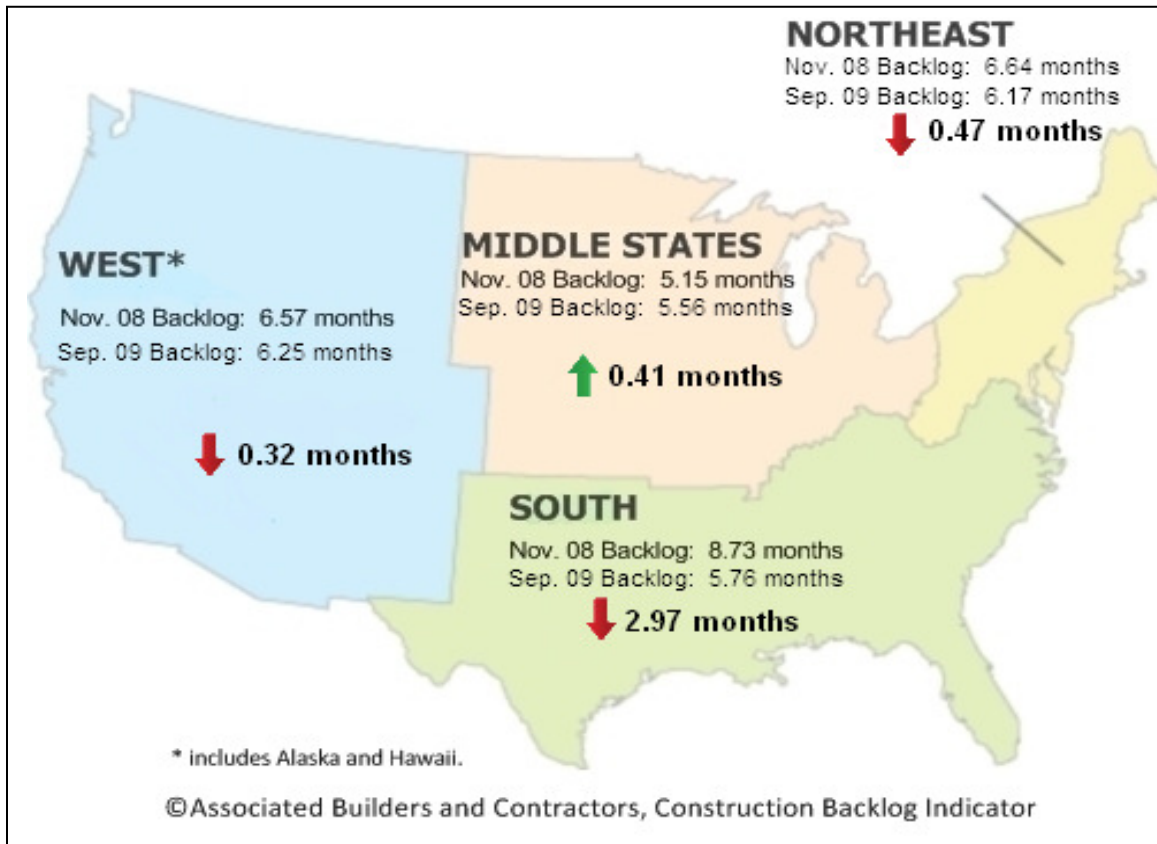 NORTHEAST
Nov. 08 Backlog: 6.64 months
Sep. 09 Backlog: 6.17 months
0.47 months
MIDDLE STATES
Nov. 08 Backlog: 5.15 months
Sep. 09 Backlog: 5.56 months
0.41 months
WEST*
Nov. 08 Backlog: 6.57 months
Sep. 09 Backlog: 6.25 months
0.32 months
SOUTH
Nov. 08 Backlog: 8.73 months
Sep. 09 Backlog: 5.76 months
2.97 months
* includes Alaska and Hawaii.
©Associated Builders and Contractors, Construction Backlog Indicator